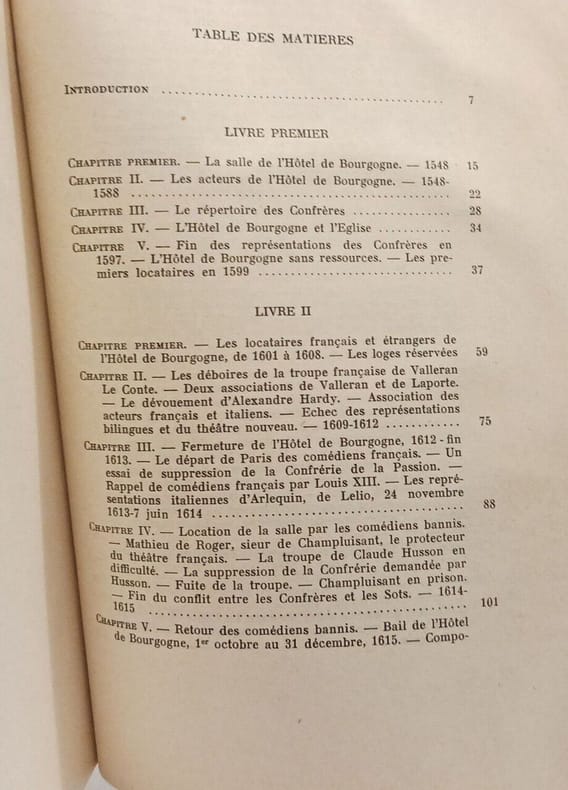 TABLE DES MATIERES
INTRODUCTION ........................................ 7
LIVRE PREMIER
CHAPITRE PREMIER. — La salle de l'Hôtel de Bourgogne. — 1548 15
CHAPITRE II. — Les acteurs de l'Hôtel de Bourgogne. — 1548-
1588 .............................................. 22
CHAPITRE III. — Le répertoire des Confrères .............. 28
CHAPITRE IV. — L'Hôtel de Bourgogne et l'Eglise ............ 34
CHAPITRE V. — Fin des représentations des Confrères en
1597. — L'Hôtel de Bourgogne sans ressources. — Les pre-
miers locataires en 1599 ............................ 37
LIVRE II
CHAPITRE PREMIER. — Les locataires français et étrangers de
l'Hôtel de Bourgogne, de 1601 à 1608. — Les loges réservées 59
CHAPITRE II. — Les déboires de la troupe française de Valleran
Le Conte. — Deux associations de Valleran et de Laporte.
— Le dévouement d'Alexandre Hardy. — Association des
acteurs français et italiens. — Echec des représentations
bilingues et du théâtre nouveau. — 1609-1612 ............ 75
CHAPITRE III. — Fermeture de l'Hôtel de Bourgogne, 1612-fin
1613. — Le départ de Paris des comédiens français. — Un
essai de suppression de la Confrérie de la Passion. —
Rappel de comédiens français par Louis XIII. — Les repré-
sentations italiennes d'Arlequin, de Lelio, 24 novembre
1613-7 juin 1614 .................................... 88
CHAPITRE IV. — Location de la salle par les comédiens bannis.
— Mathieu de Roger, sieur de Champluisant, le protecteur
du théâtre français. — La troupe de Claude Husson en
difficulté. — La suppression de la Confrérie demandée par
Husson. — Fuite de la troupe. — Champluisant en prison.
— Fin du conflit entre les Confrères et les Sots. — 1614-
1615 .............................................. 101
CHAPITRE V. — Retour des comédiens bannis. — Bail de l'Hôtel
de Bourgogne, 1er octobre au 31 décembre, 1615. — Compo-